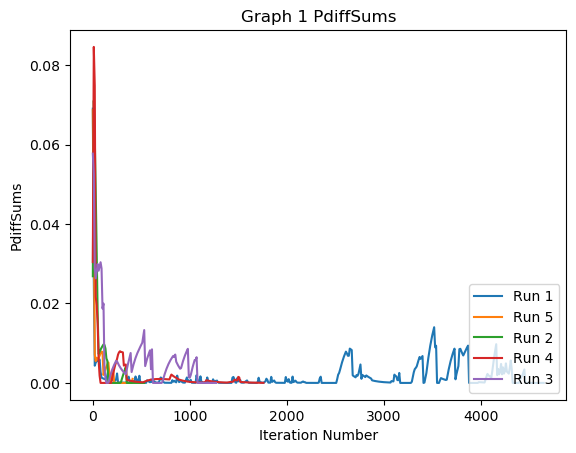 Graph 1 PdiffSums
PdiffSums
0.08
0.06
0.04
0.02
0.00
0
1000
2000
3000
4000
Iteration Number
Run 1
Run 5
Run 2
Run 4
Run 3